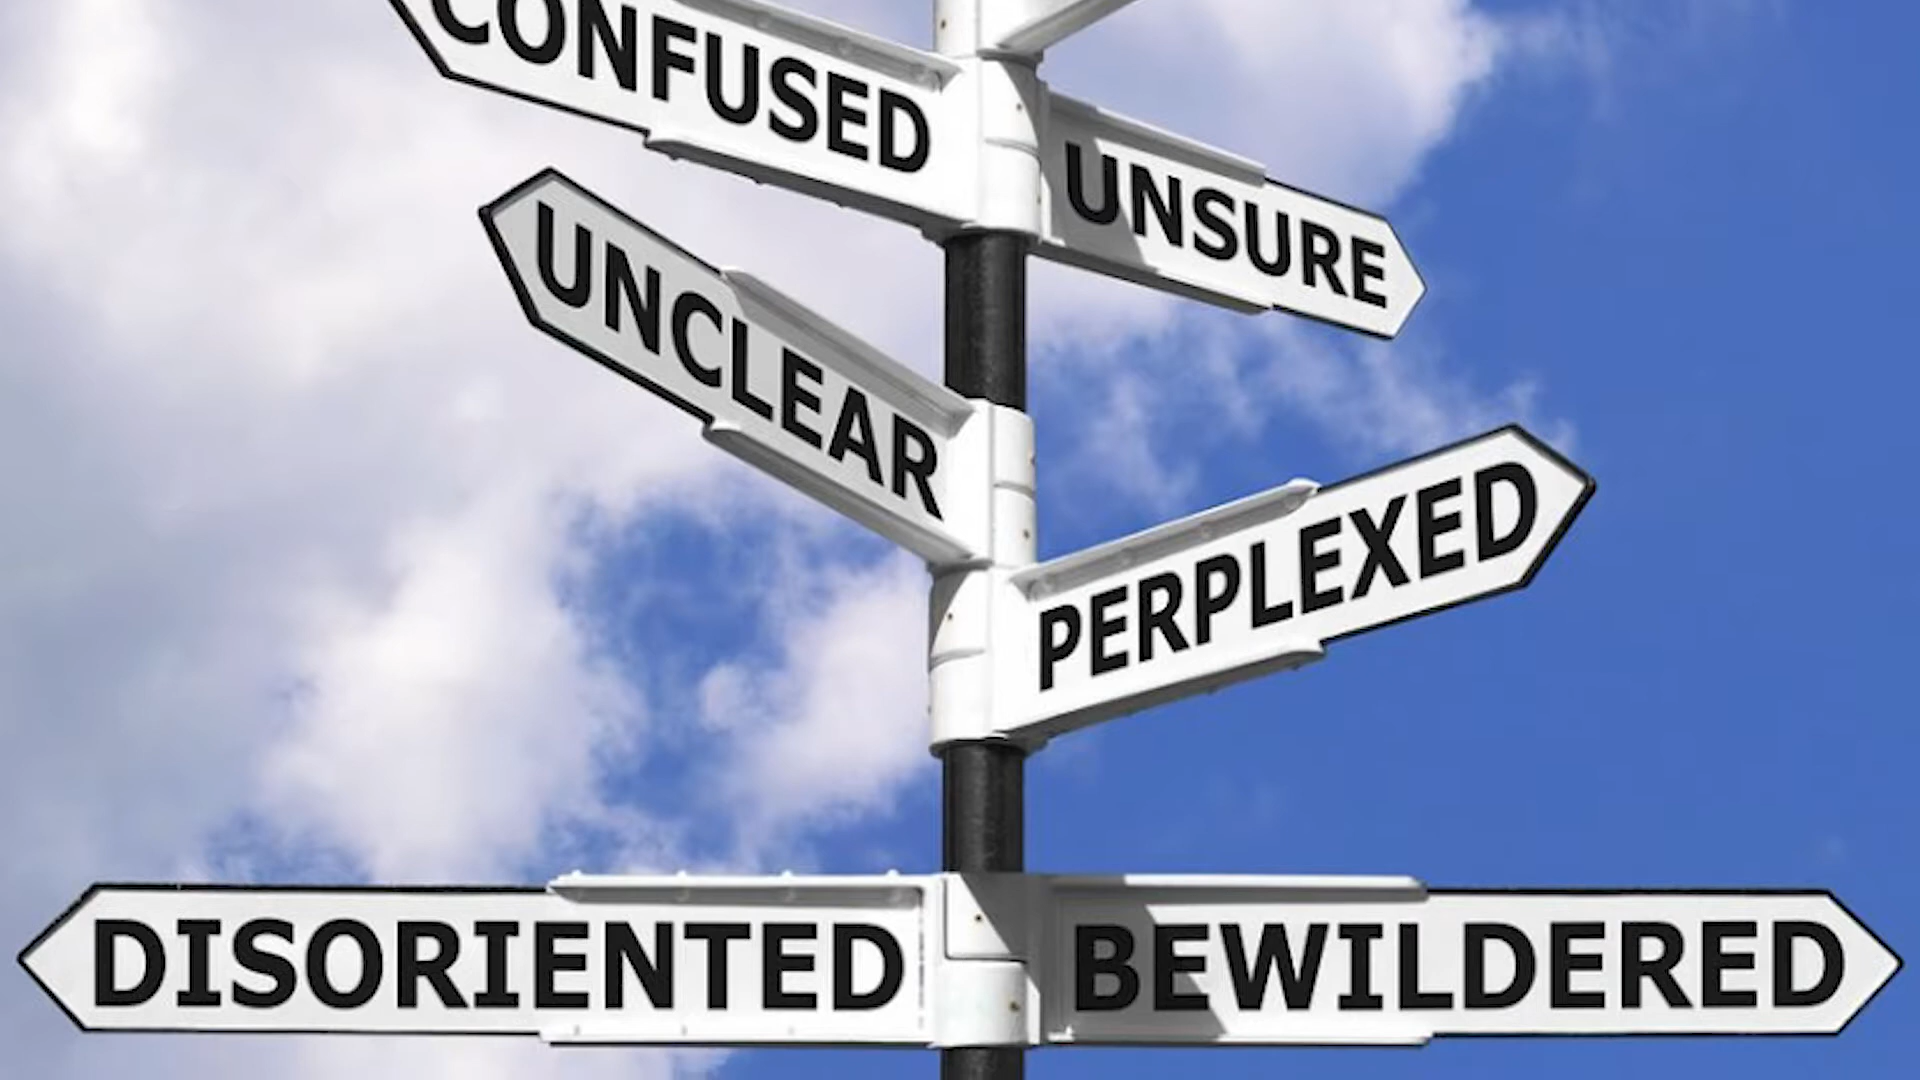 CONFUSED
UNSURE
UNCLEAR
PERPLEXED
DISORIENTED
BEWILDERED